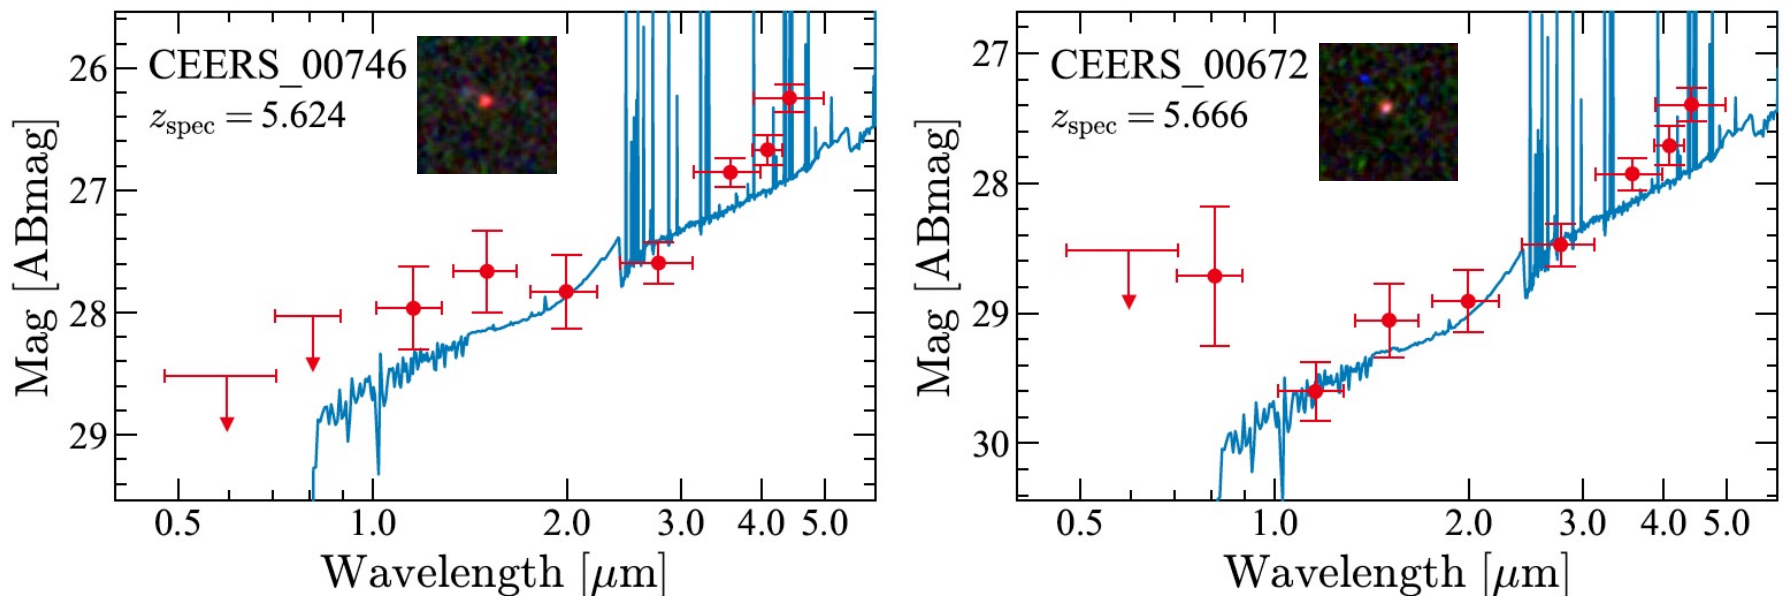 CEERS_00746
z_spec = 5.624
26
27
28
29
Mag [ABmag]
0.5 1.0 2.0 3.0 4.0 5.0
Wavelength [μm]
CEERS_00672
z_spec = 5.666
27
28
29
30
Mag [ABmag]
0.5 1.0 2.0 3.0 4.0 5.0
Wavelength [μm]